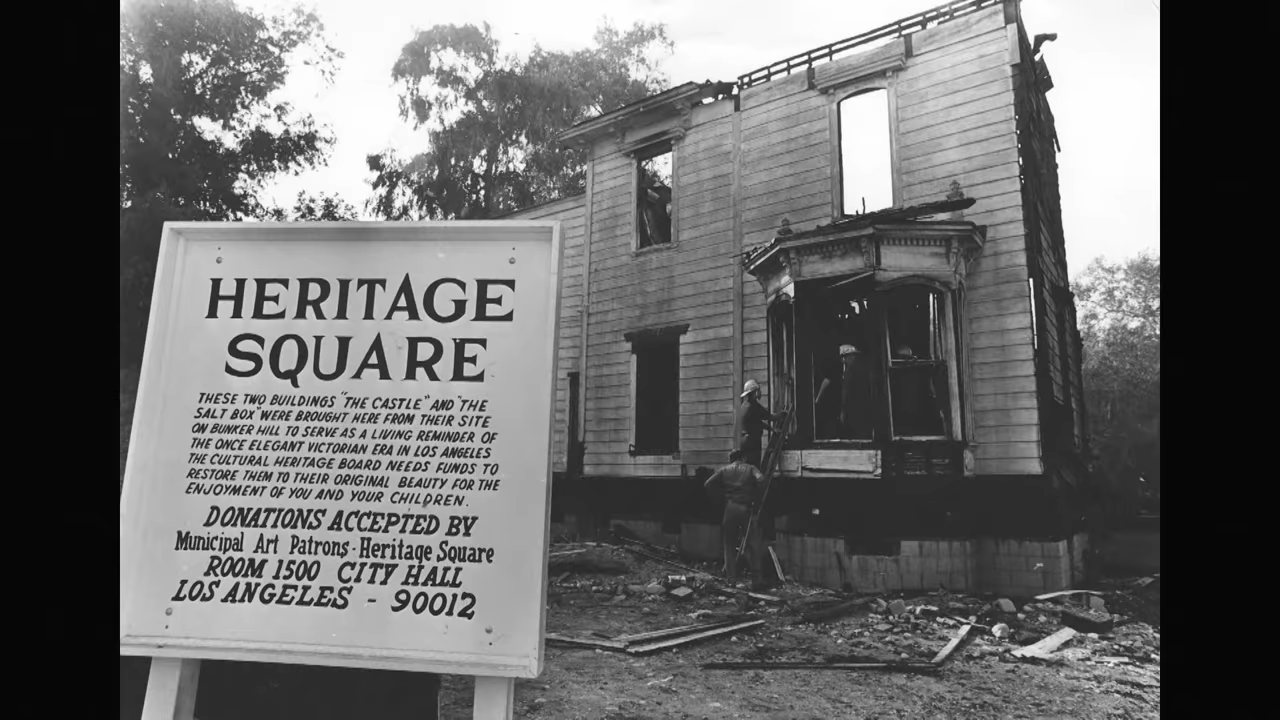 HERITAGE
SQUARE
THESE TWO BUILDINGS "THE CASTLE" AND "THE
SALT BOX" WERE BROUGHT HERE FROM THEIR SITE
ON BUNKER HILL TO SERVE AS A LIVING REMINDER OF
THE ONCE ELEGANT VICTORIAN ERA IN LOS ANGELES
THE CULTURAL HERITAGE BOARD NEEDS FUNDS TO
RESTORE THEM TO THEIR ORIGINAL BEAUTY FOR THE
ENJOYMENT OF YOU AND YOUR CHILDREN.
DONATIONS ACCEPTED BY
Municipal Art Patrons - Heritage Square
ROOM 1500 CITY HALL
LOS ANGELES - 90012